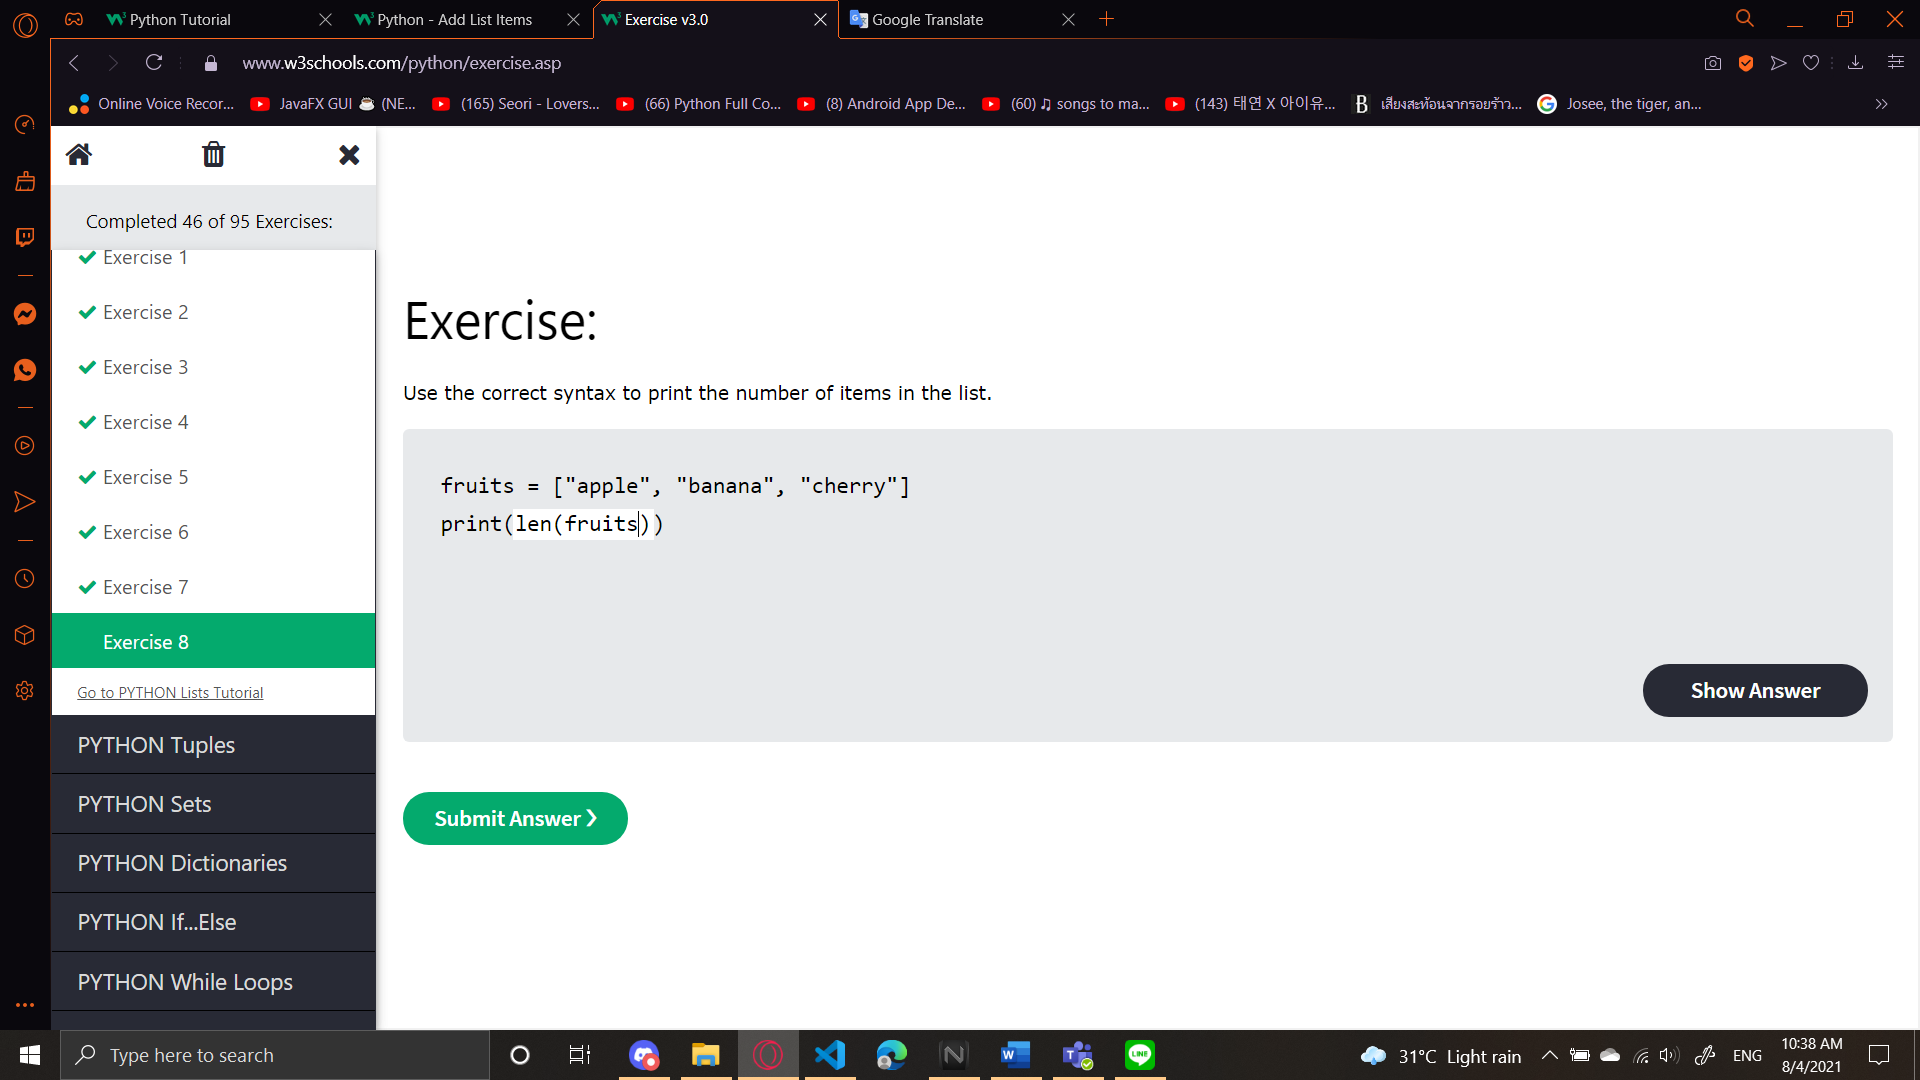 Python Tutorial
Python - Add List Items
Exercise v3.0
Google Translate
www.w3schools.com/python/exercise.asp
Online Voice Recor...
JavaFX GUI ☕ (NE...
(165) Seori - Lovers...
(66) Python Full Co...
(8) Android App De...
(60) ♫ songs to ma...
(143) 태연 X 아이유...
เสียงสะท้อนจากรอยร้าว...
Josee, the tiger, an...
Completed 46 of 95 Exercises:
Exercise 1
Exercise 2
Exercise 3
Exercise 4
Exercise 5
Exercise 6
Exercise 7
Exercise 8
Go to PYTHON Lists Tutorial
PYTHON Tuples
PYTHON Sets
PYTHON Dictionaries
PYTHON If...Else
PYTHON While Loops
Exercise:
Use the correct syntax to print the number of items in the list.
fruits = ["apple", "banana", "cherry"]
print(len(fruits))
Show Answer
Submit Answer ❯
Type here to search
31°C Light rain
ENG
10:38 AM
8/4/2021